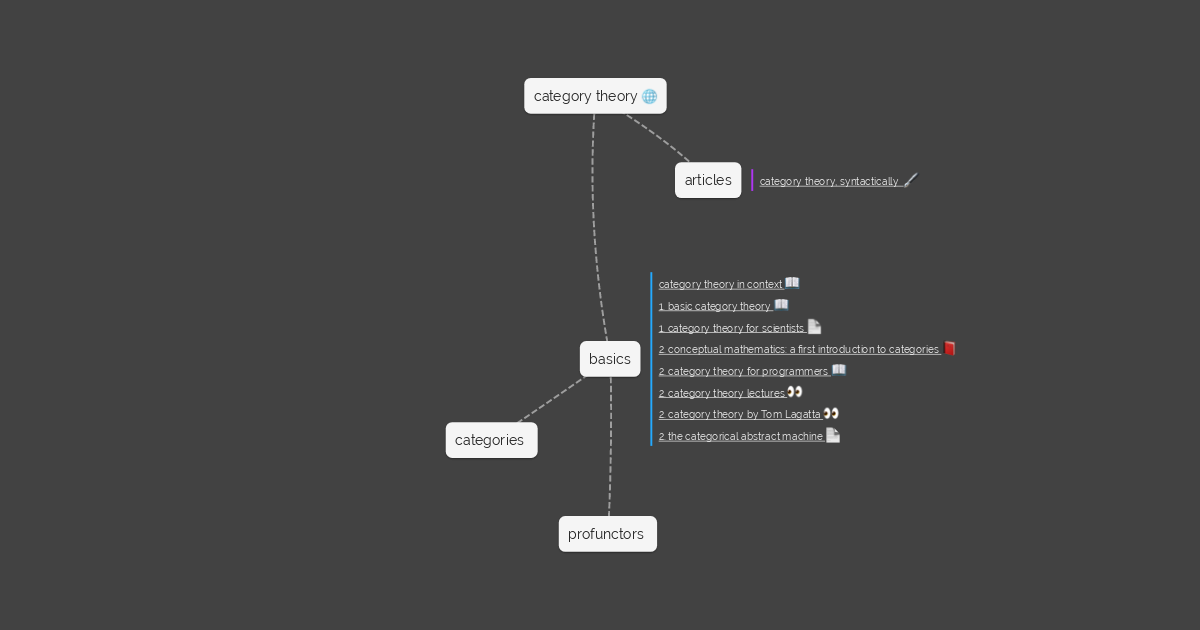 category theory
articles
category theory, syntactically
category theory in context
1. basic category theory
1. category theory for scientists
2. conceptual mathematics: a first introduction to categories
basics
2. category theory for programmers
2. category theory lectures
2. category theory by Tom Lagatta
2. the categorical abstract machine
categories
profunctors